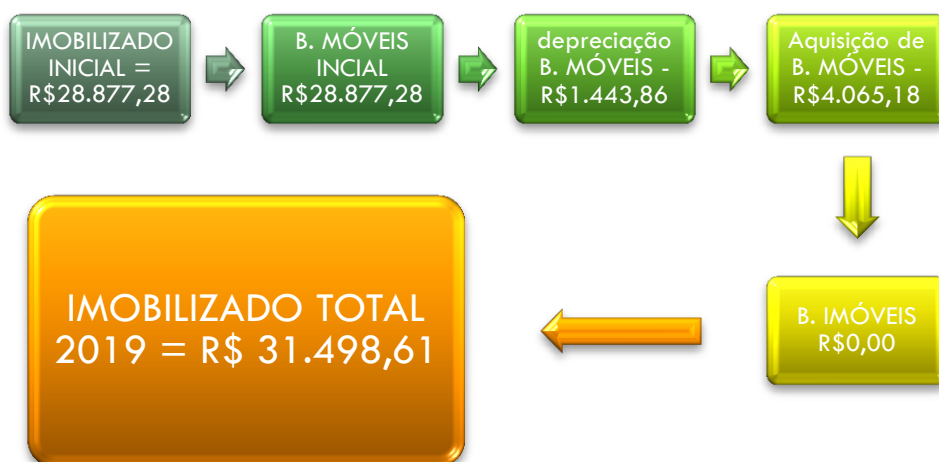 IMOBILIZADO
INICIAL =
R$28.877,28
B. MÓVEIS
INCIAL
R$28.877,28
depreciação
B. MÓVEIS -
R$1.443,86
Aquisição de
B. MÓVEIS -
R$4.065,18
B. IMÓVEIS
R$0,00
IMOBILIZADO TOTAL
2019 = R$ 31.498,61